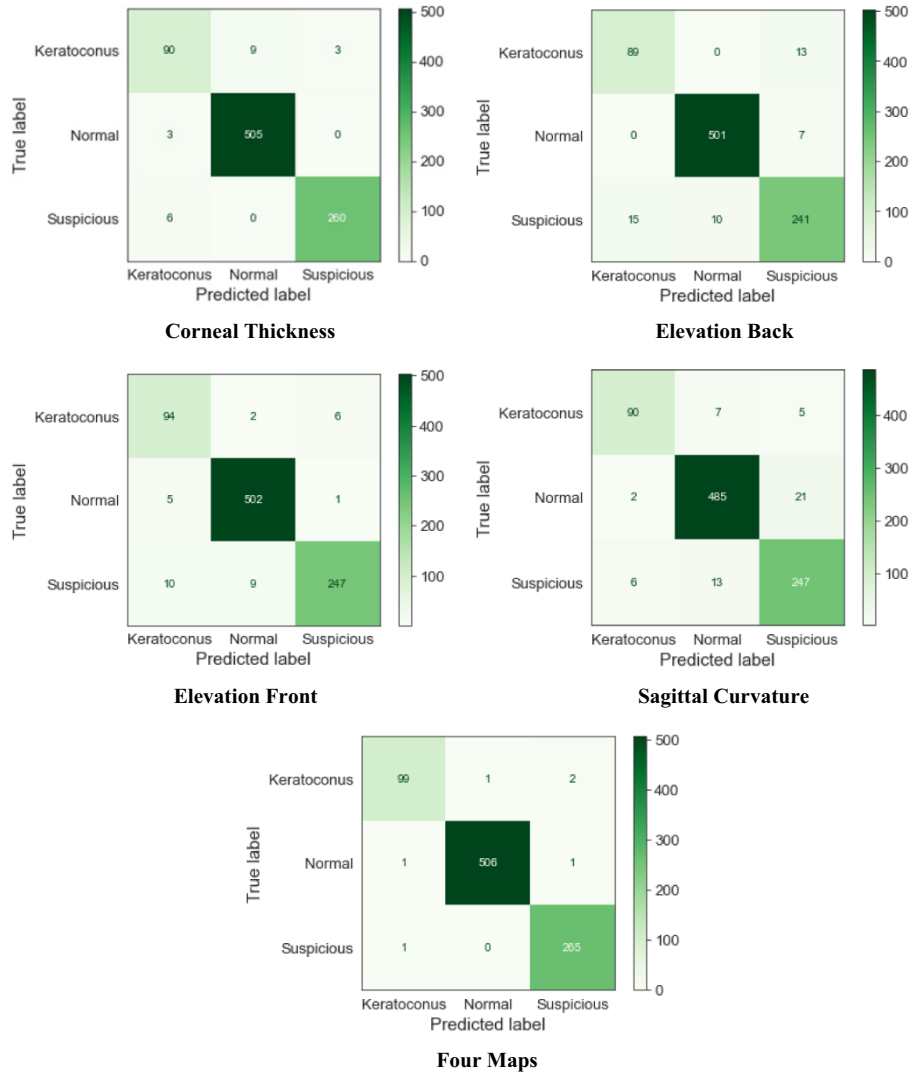 True label
Keratoconus 90 9 3
Normal 3 505 0
Suspicious 6 0 260
Keratoconus Normal Suspicious
Predicted label
500
400
300
200
100
0
Corneal Thickness
True label
Keratoconus 89 0 13
Normal 0 501 7
Suspicious 15 10 241
Keratoconus Normal Suspicious
Predicted label
500
400
300
200
100
0
Elevation Back
True label
Keratoconus 94 2 6
Normal 5 502 1
Suspicious 10 9 247
Keratoconus Normal Suspicious
Predicted label
500
400
300
200
100
Elevation Front
True label
Keratoconus 90 7 5
Normal 2 485 21
Suspicious 6 13 247
Keratoconus Normal Suspicious
Predicted label
400
300
200
100
Sagittal Curvature
True label
Keratoconus 99 1 2
Normal 1 506 1
Suspicious 1 0 265
Keratoconus Normal Suspicious
Predicted label
500
400
300
200
100
0
Four Maps